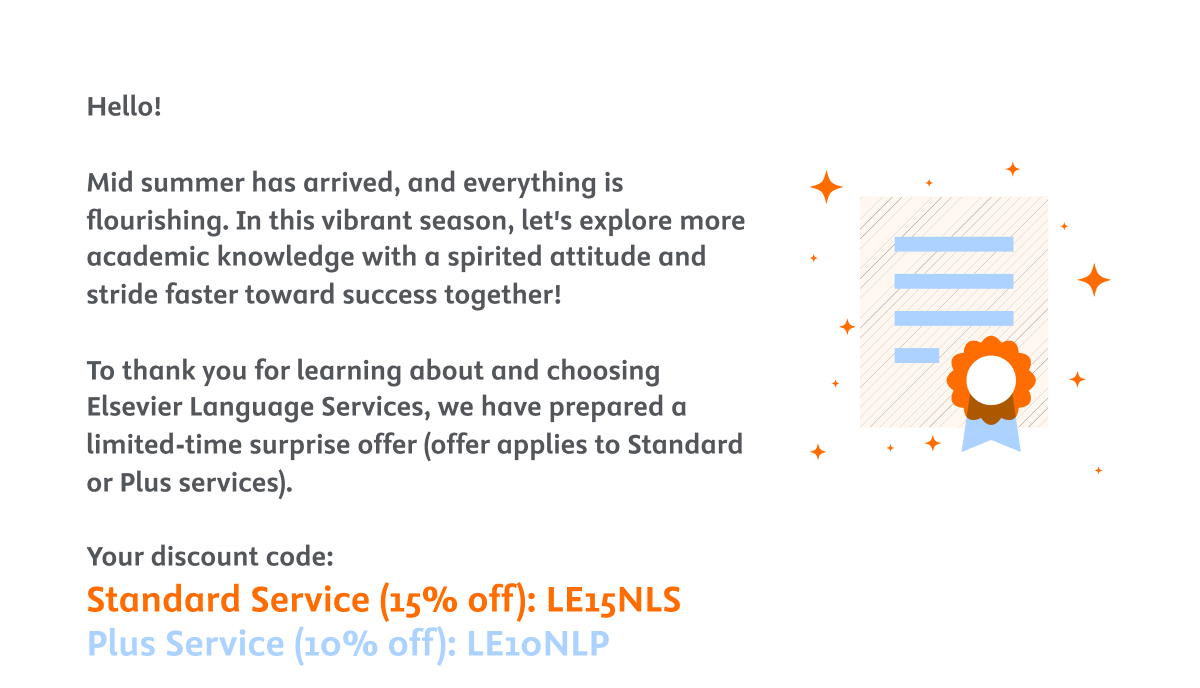 Hello!
Mid summer has arrived, and everything is
flourishing. In this vibrant season, let's explore more
academic knowledge with a spirited attitude and
stride faster toward success together!
To thank you for learning about and choosing
Elsevier Language Services, we have prepared a
limited-time surprise offer (offer applies to Standard
or Plus services).
Your discount code:
Standard Service (15% off): LE15NLS
Plus Service (10% off): LE10NLP